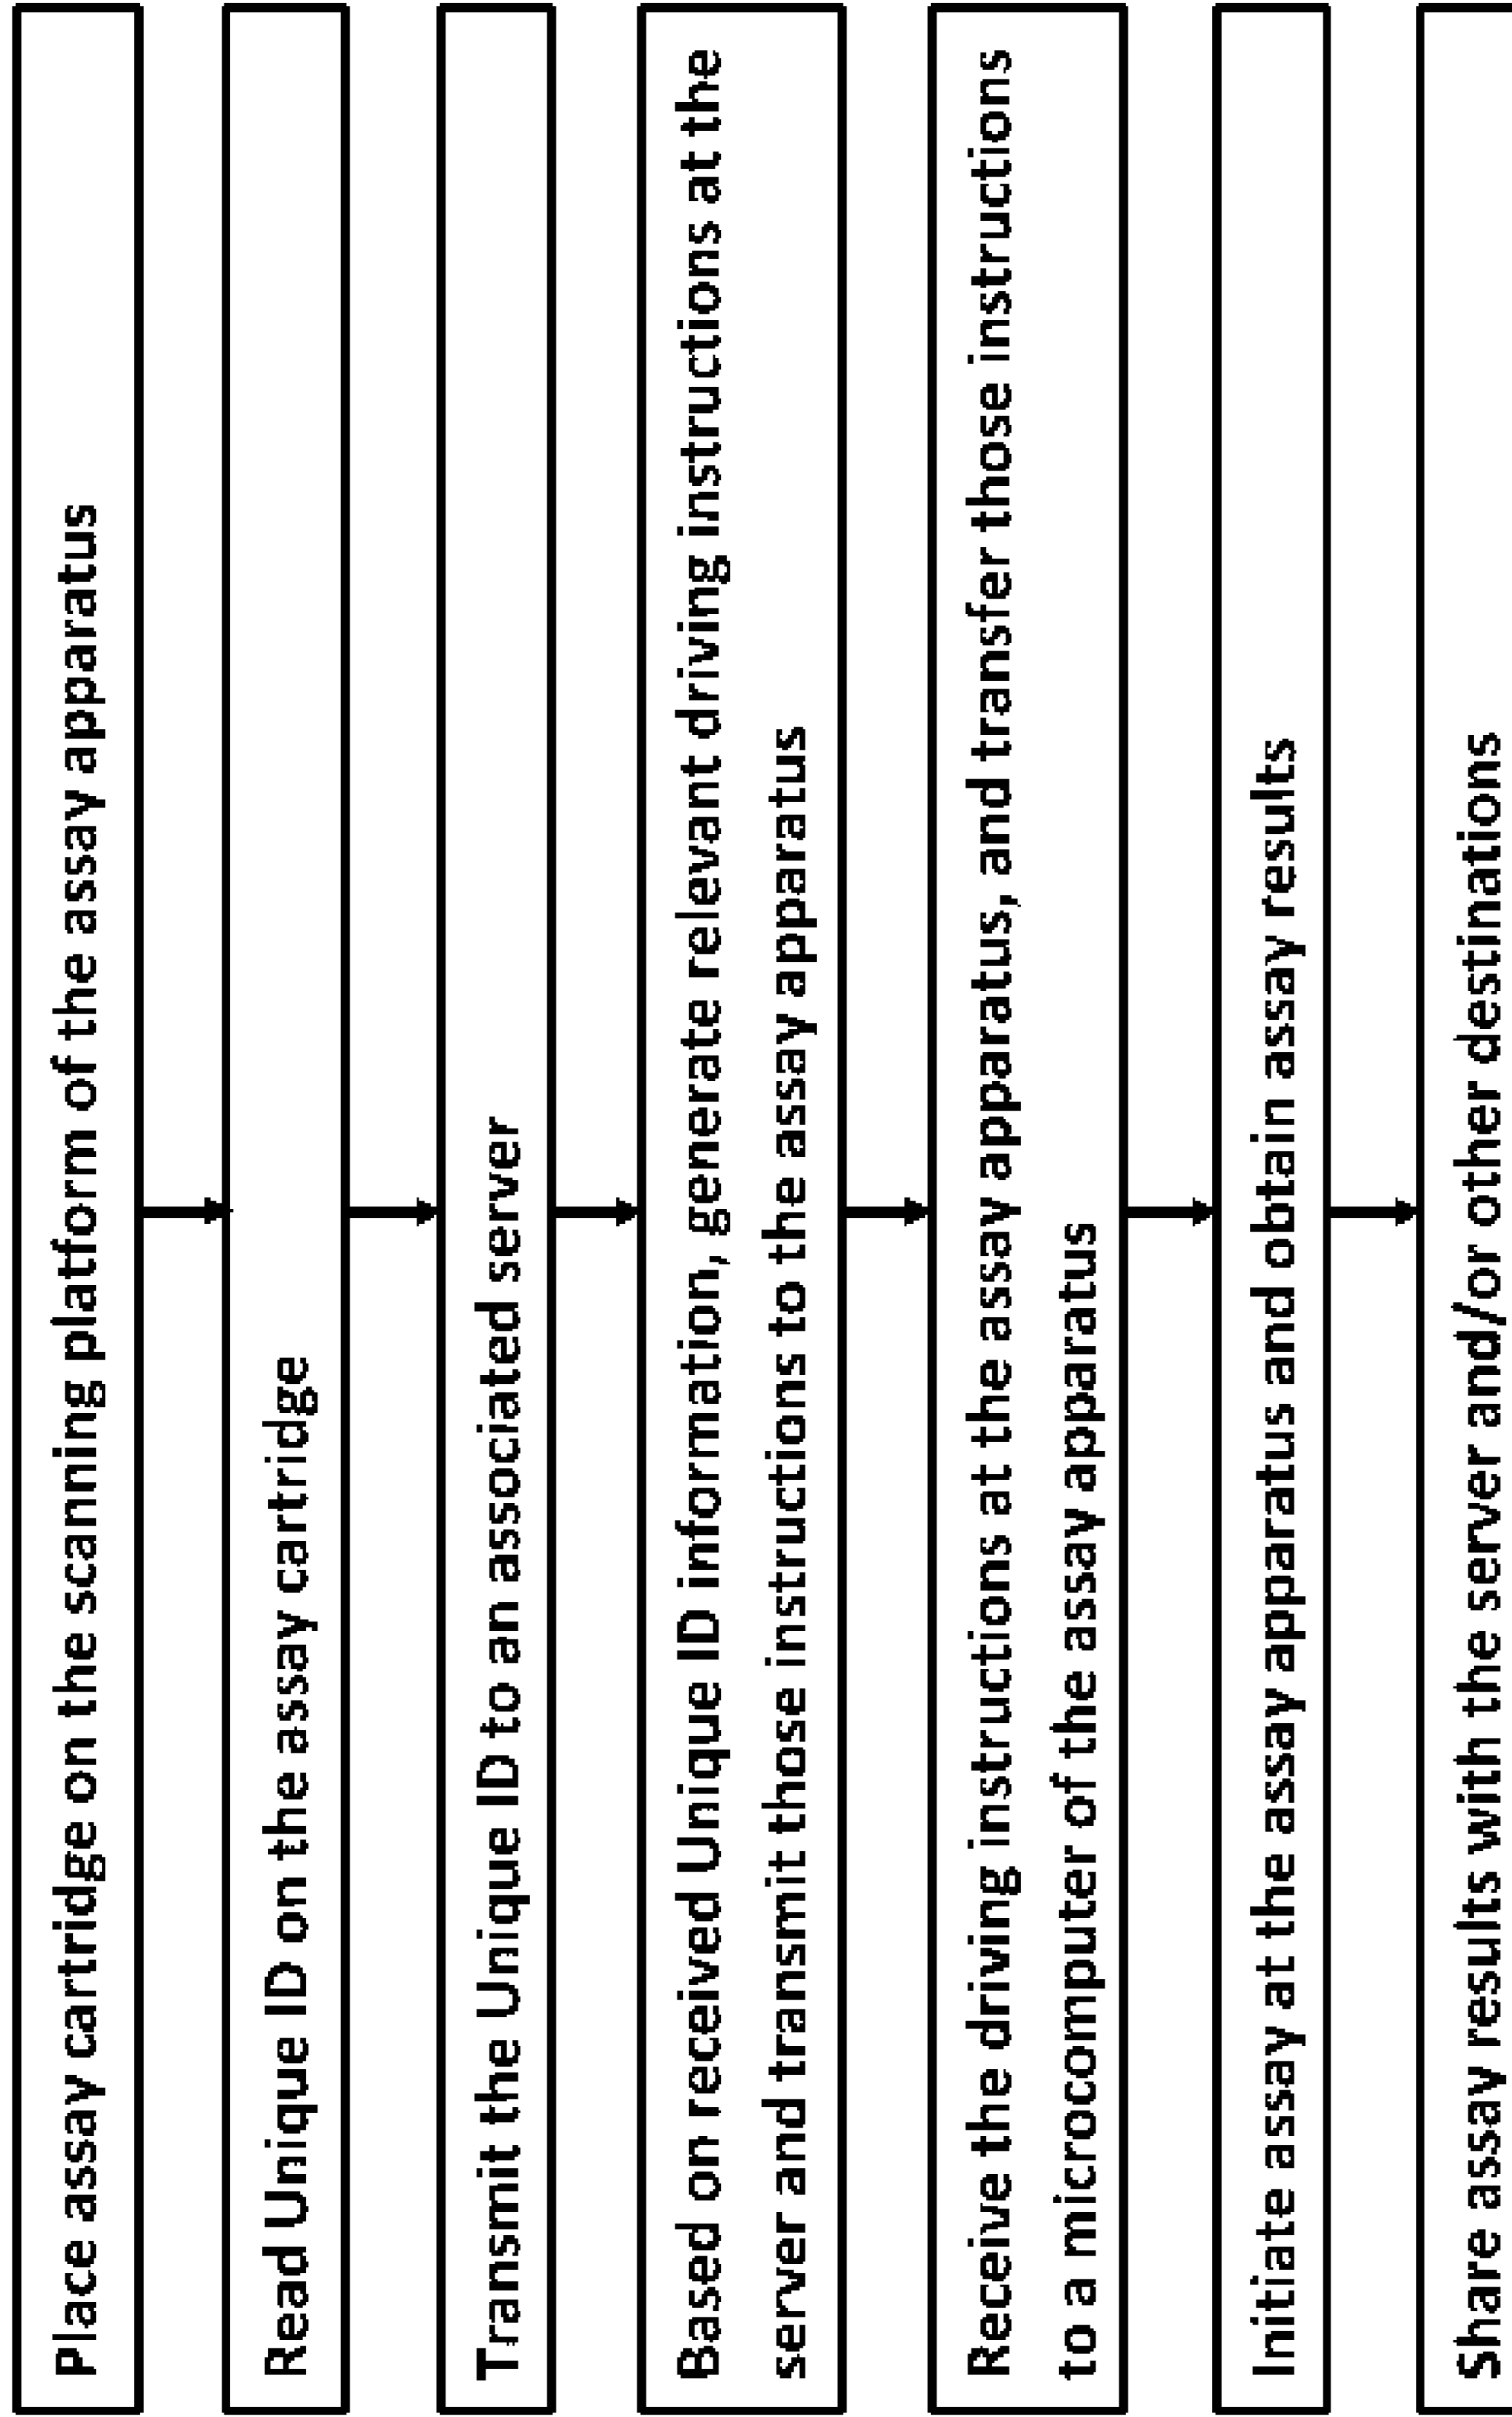 Place assay cartridge on the scanning platform of the assay apparatus
Read Unique ID on the assay cartridge
Transmit the Unique ID to an associated server
Based on received Unique ID information, generate relevant driving instructions at the
server and transmit those instructions to the assay apparatus
Receive the driving instructions at the assay apparatus, and transfer those instructions
to a microcomputer of the assay apparatus
Initiate assay at the assay apparatus and obtain assay results
Share assay results with the server and/or other destinations